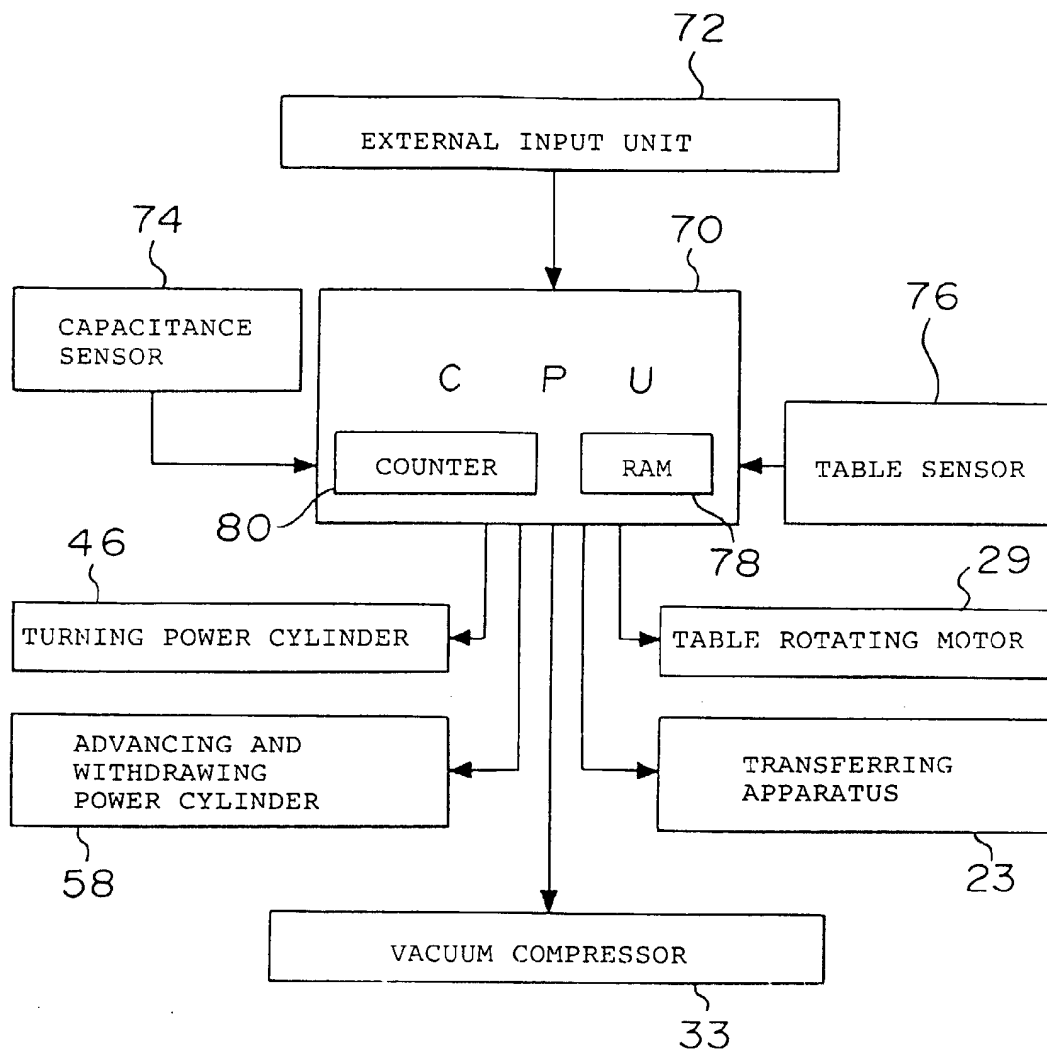 72
EXTERNAL INPUT UNIT
74
70
76
CAPACITANCE
SENSOR
C P U
COUNTER
RAM
TABLE SENSOR
80
78
46
29
TURNING POWER CYLINDER
TABLE ROTATING MOTOR
ADVANCING AND
WITHDRAWING
POWER CYLINDER
TRANSFERRING
APPARATUS
58
23
VACUUM COMPRESSOR
33